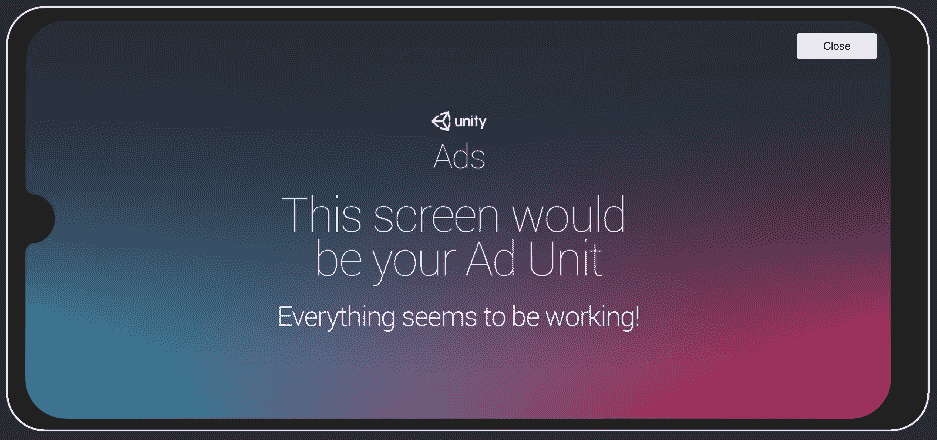 Close
unity
Ads
This screen would
be your Ad Unit
Everything seems to be working!